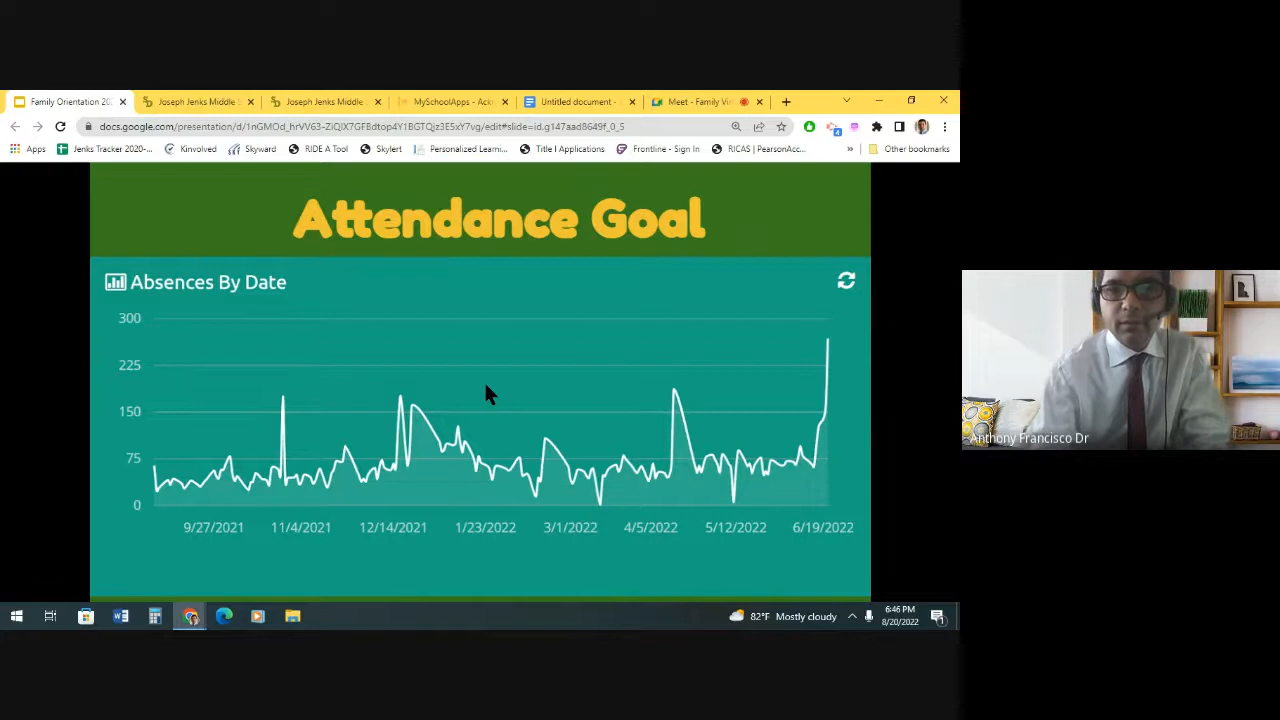 Family Orientation 20
Joseph Jenks Middle S
Joseph Jenks Middle
MySchoolApps - Ack
Untitled document -
Meet - Family Vir
docs.google.com/presentation/d/1nGMOd_hrVV63-ZiQIX7GFBdtop4Y1BGTQjz3E5xY7vg/edit#slide=id.g147aad8649f_0_5
Apps
Jenks Tracker 2020-...
Kinvolved
Skyward
RIDE A Tool
Skylert
Personalized Learni...
Title I Applications
Frontline - Sign In
RICAS | PearsonAcc...
»
Other bookmarks
Attendance Goal
Absences By Date
300
225
150
75
0
9/27/2021 11/4/2021 12/14/2021 1/23/2022 3/1/2022 4/5/2022 5/12/2022 6/19/2022
Anthony Francisco Dr
82°F Mostly cloudy
6:46 PM
8/20/2022